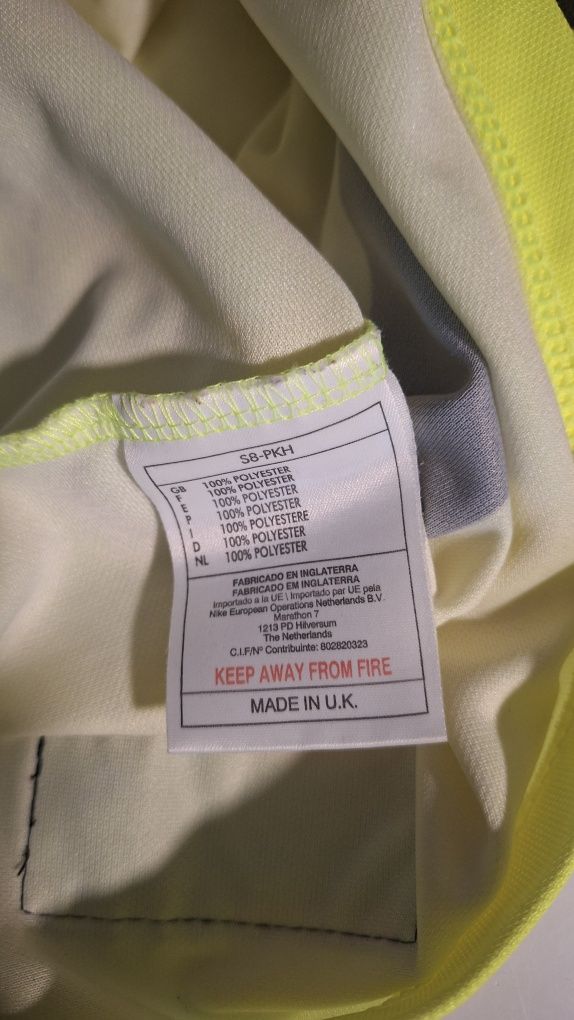 S8-PKH
GB 100% POLYESTER
F 100% POLYESTER
E 100% POLYESTER
P 100% POLYESTER
I 100% POLYESTERE
D 100% POLYESTER
NL 100% POLYESTER
FABRICADO EN INGLATERRA
FABRICADO EM INGLATERRA
Importado a la UE \ Importado par UE pela
Nike European Operations Netherlands B.V.
Marathon 7
1213 PD Hilversum
The Netherlands
C.I.F/Nº Contribuinte: 802820323
KEEP AWAY FROM FIRE
MADE IN U.K.